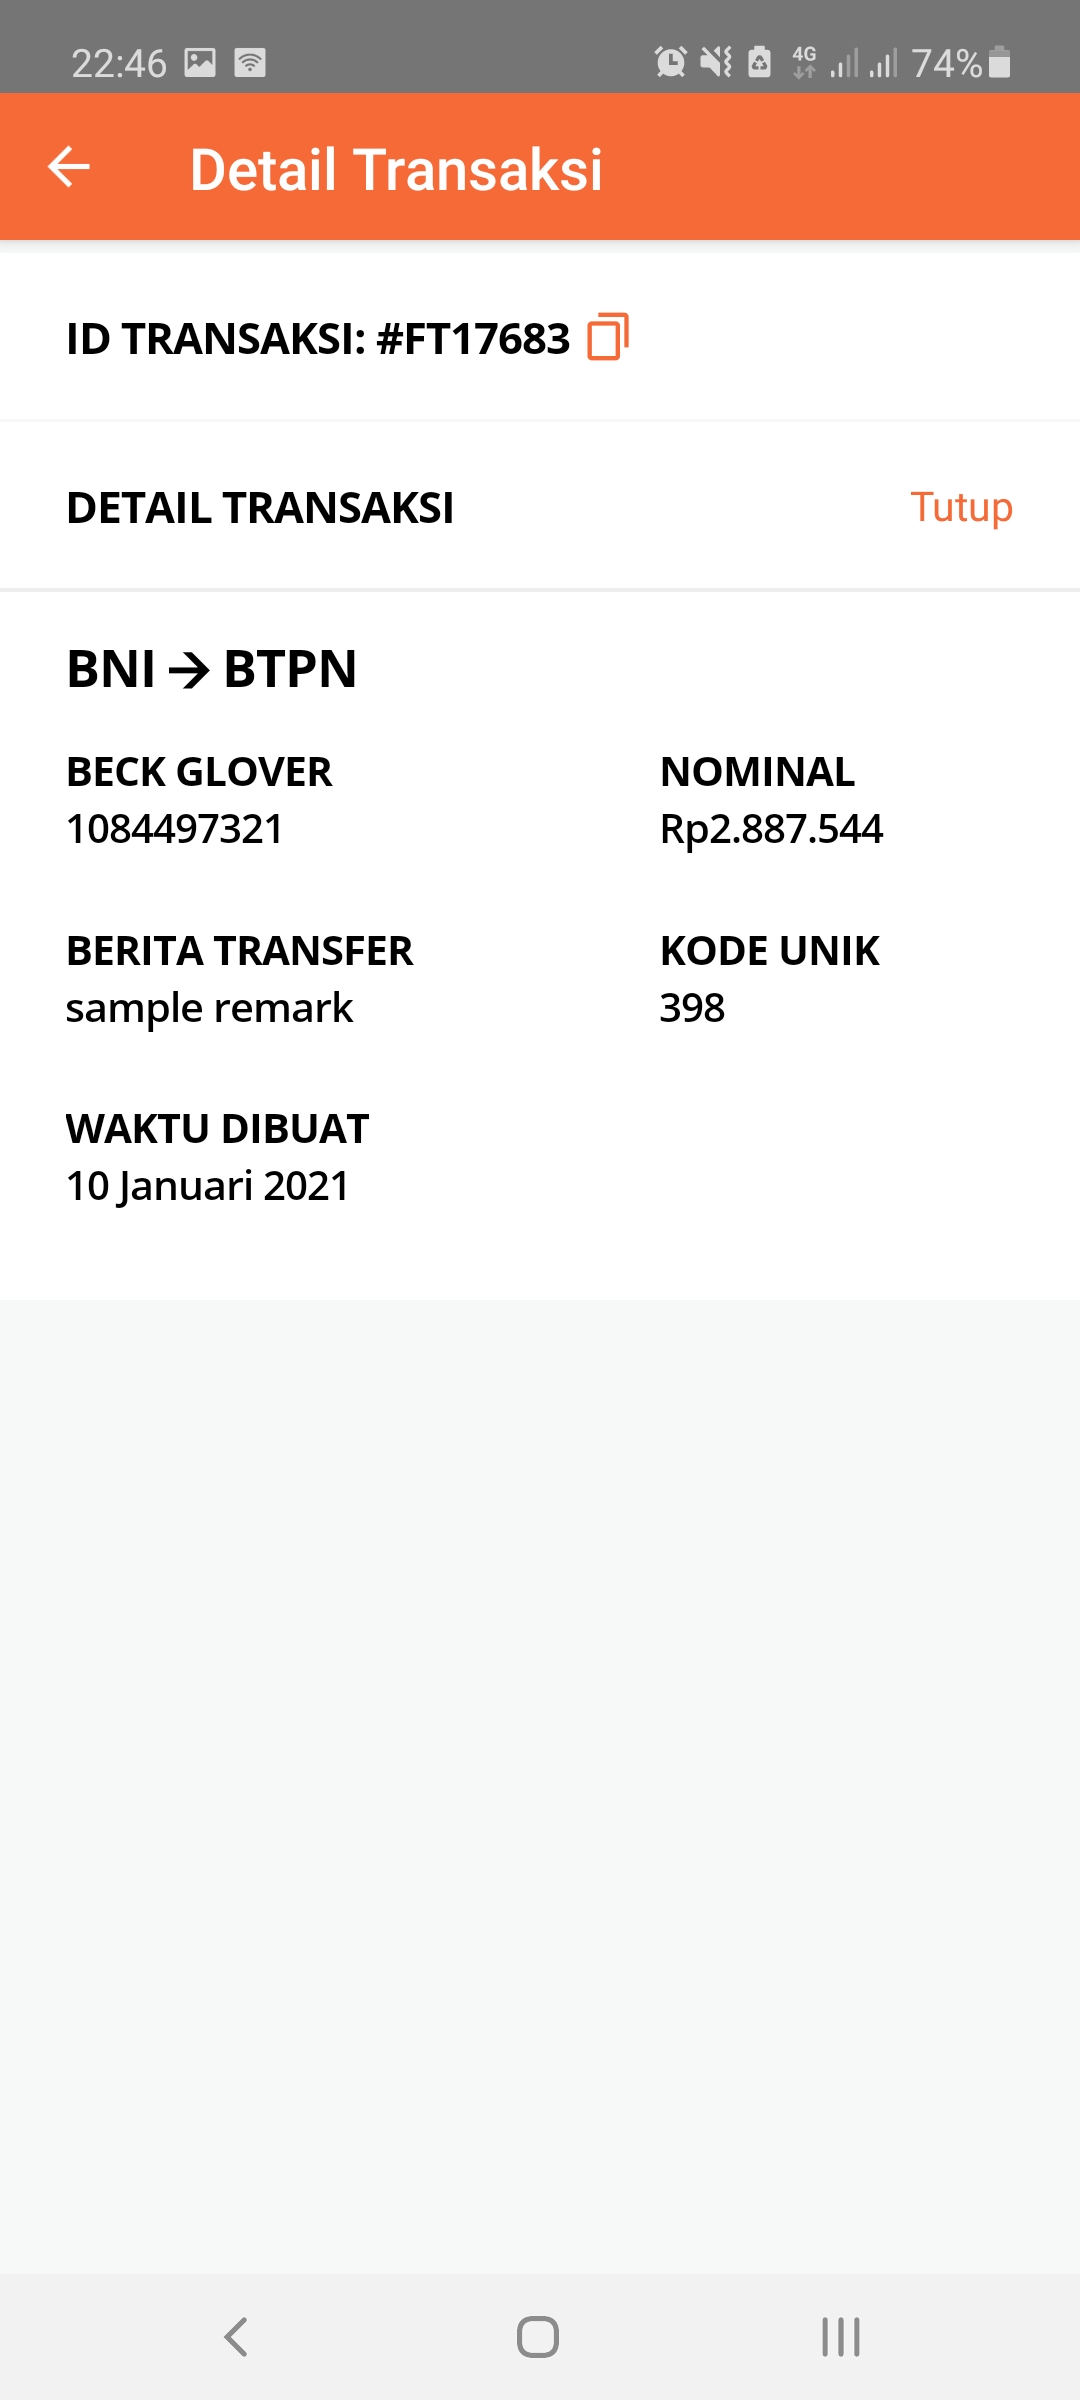 22:46 4G 74%
Detail Transaksi
ID TRANSAKSI: #FT17683
DETAIL TRANSAKSI Tutup
BNI → BTPN
BECK GLOVER NOMINAL
1084497321 Rp2.887.544
BERITA TRANSFER KODE UNIK
sample remark 398
WAKTU DIBUAT
10 Januari 2021